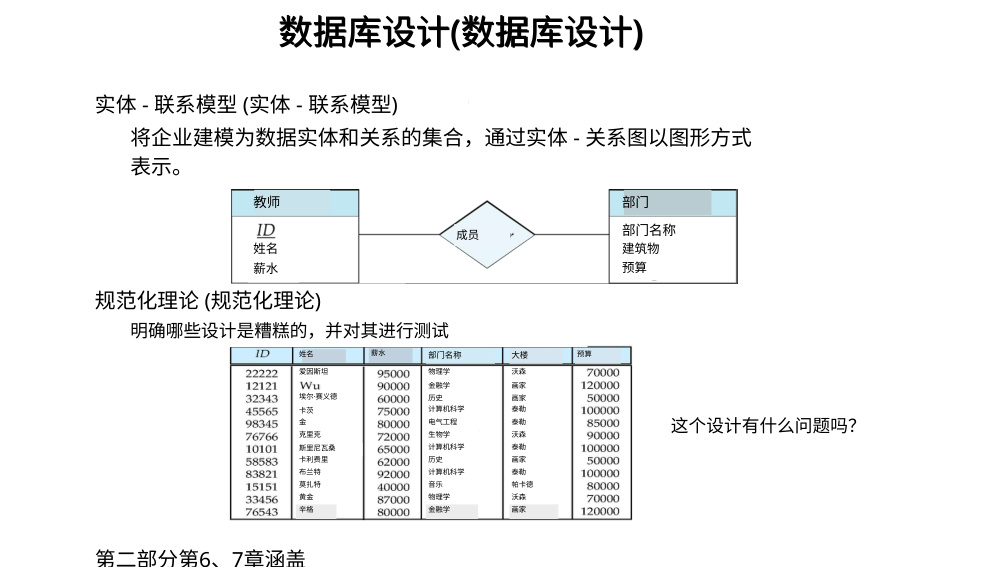 数据库设计(数据库设计)
实体 - 联系模型 (实体 - 联系模型)
将企业建模为数据实体和关系的集合，通过实体 - 关系图以图形方式
表示。
教师 部门
ID 部门名称
成员
姓名 建筑物
薪水 预算
规范化理论 (规范化理论)
明确哪些设计是糟糕的，并对其进行测试
ID 姓名 薪水 部门名称 大楼 预算
22222 爱因斯坦 95000 物理学 沃森 70000
12121 Wu 90000 金融学 画家 120000
32343 埃尔·赛义德 60000 历史 画家 50000
45565 卡茨 75000 计算机科学 泰勒 100000
98345 金 80000 电气工程 泰勒 85000
76766 克里克 72000 生物学 沃森 90000
10101 斯里尼瓦桑 65000 计算机科学 泰勒 100000
58583 卡利费里 62000 历史 画家 50000
83821 布兰特 92000 计算机科学 泰勒 100000
15151 莫扎特 40000 音乐 帕卡德 80000
33456 黄金 87000 物理学 沃森 70000
76543 辛格 80000 金融学 画家 120000
这个设计有什么问题吗？
第二部分第6、7章涵盖